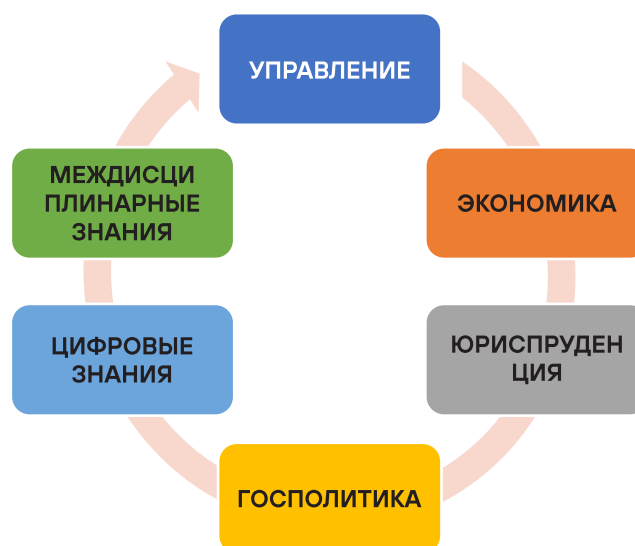 УПРАВЛЕНИЕ
ЭКОНОМИКА
ЮРИСПРУДЕН
ЦИЯ
ГОСПОЛИТИКА
ЦИФРОВЫЕ
ЗНАНИЯ
МЕЖДИСЦИ
ПЛИНАРНЫЕ
ЗНАНИЯ